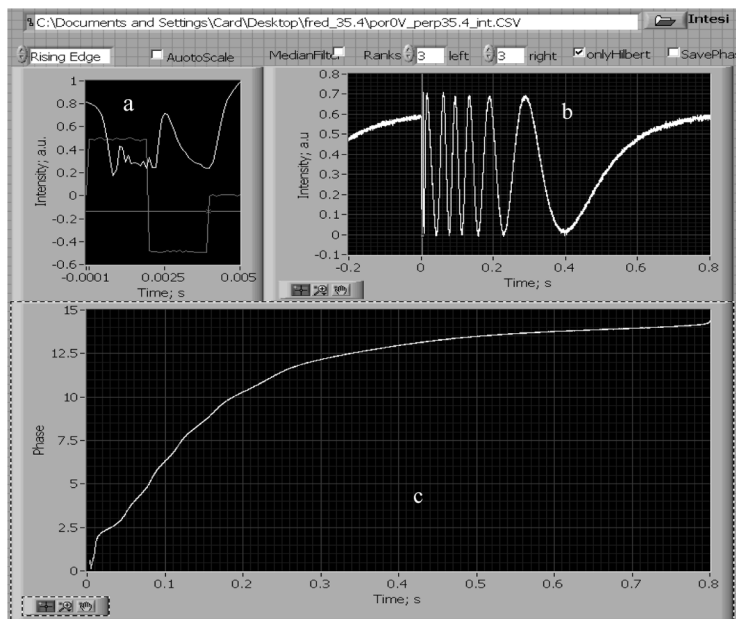 C:\Documents and Settings\Card\Desktop\fred_35.4\por0V_perp35.4_int.CSV
Intesi
Rising Edge
AuotoScale
MedianFilter
Ranks 3 left 3 right
onlyHilbert
SavePha
a
Intensity; a.u.
1
0.8
0.6
0.4
0.2
0
-0.2
-0.4
-0.6
-0.0001 0.0025 0.005
Time; s
b
Intensity; a.u
0.8
0.7
0.6
0.5
0.4
0.3
0.2
0.1
0
-0.1
-0.2 0 0.2 0.4 0.6 0.8
Time; s
c
Phase
15
12.5
10
7.5
5
2.5
0
0 0.1 0.2 0.3 0.4 0.5 0.6 0.7 0.8
Time; s